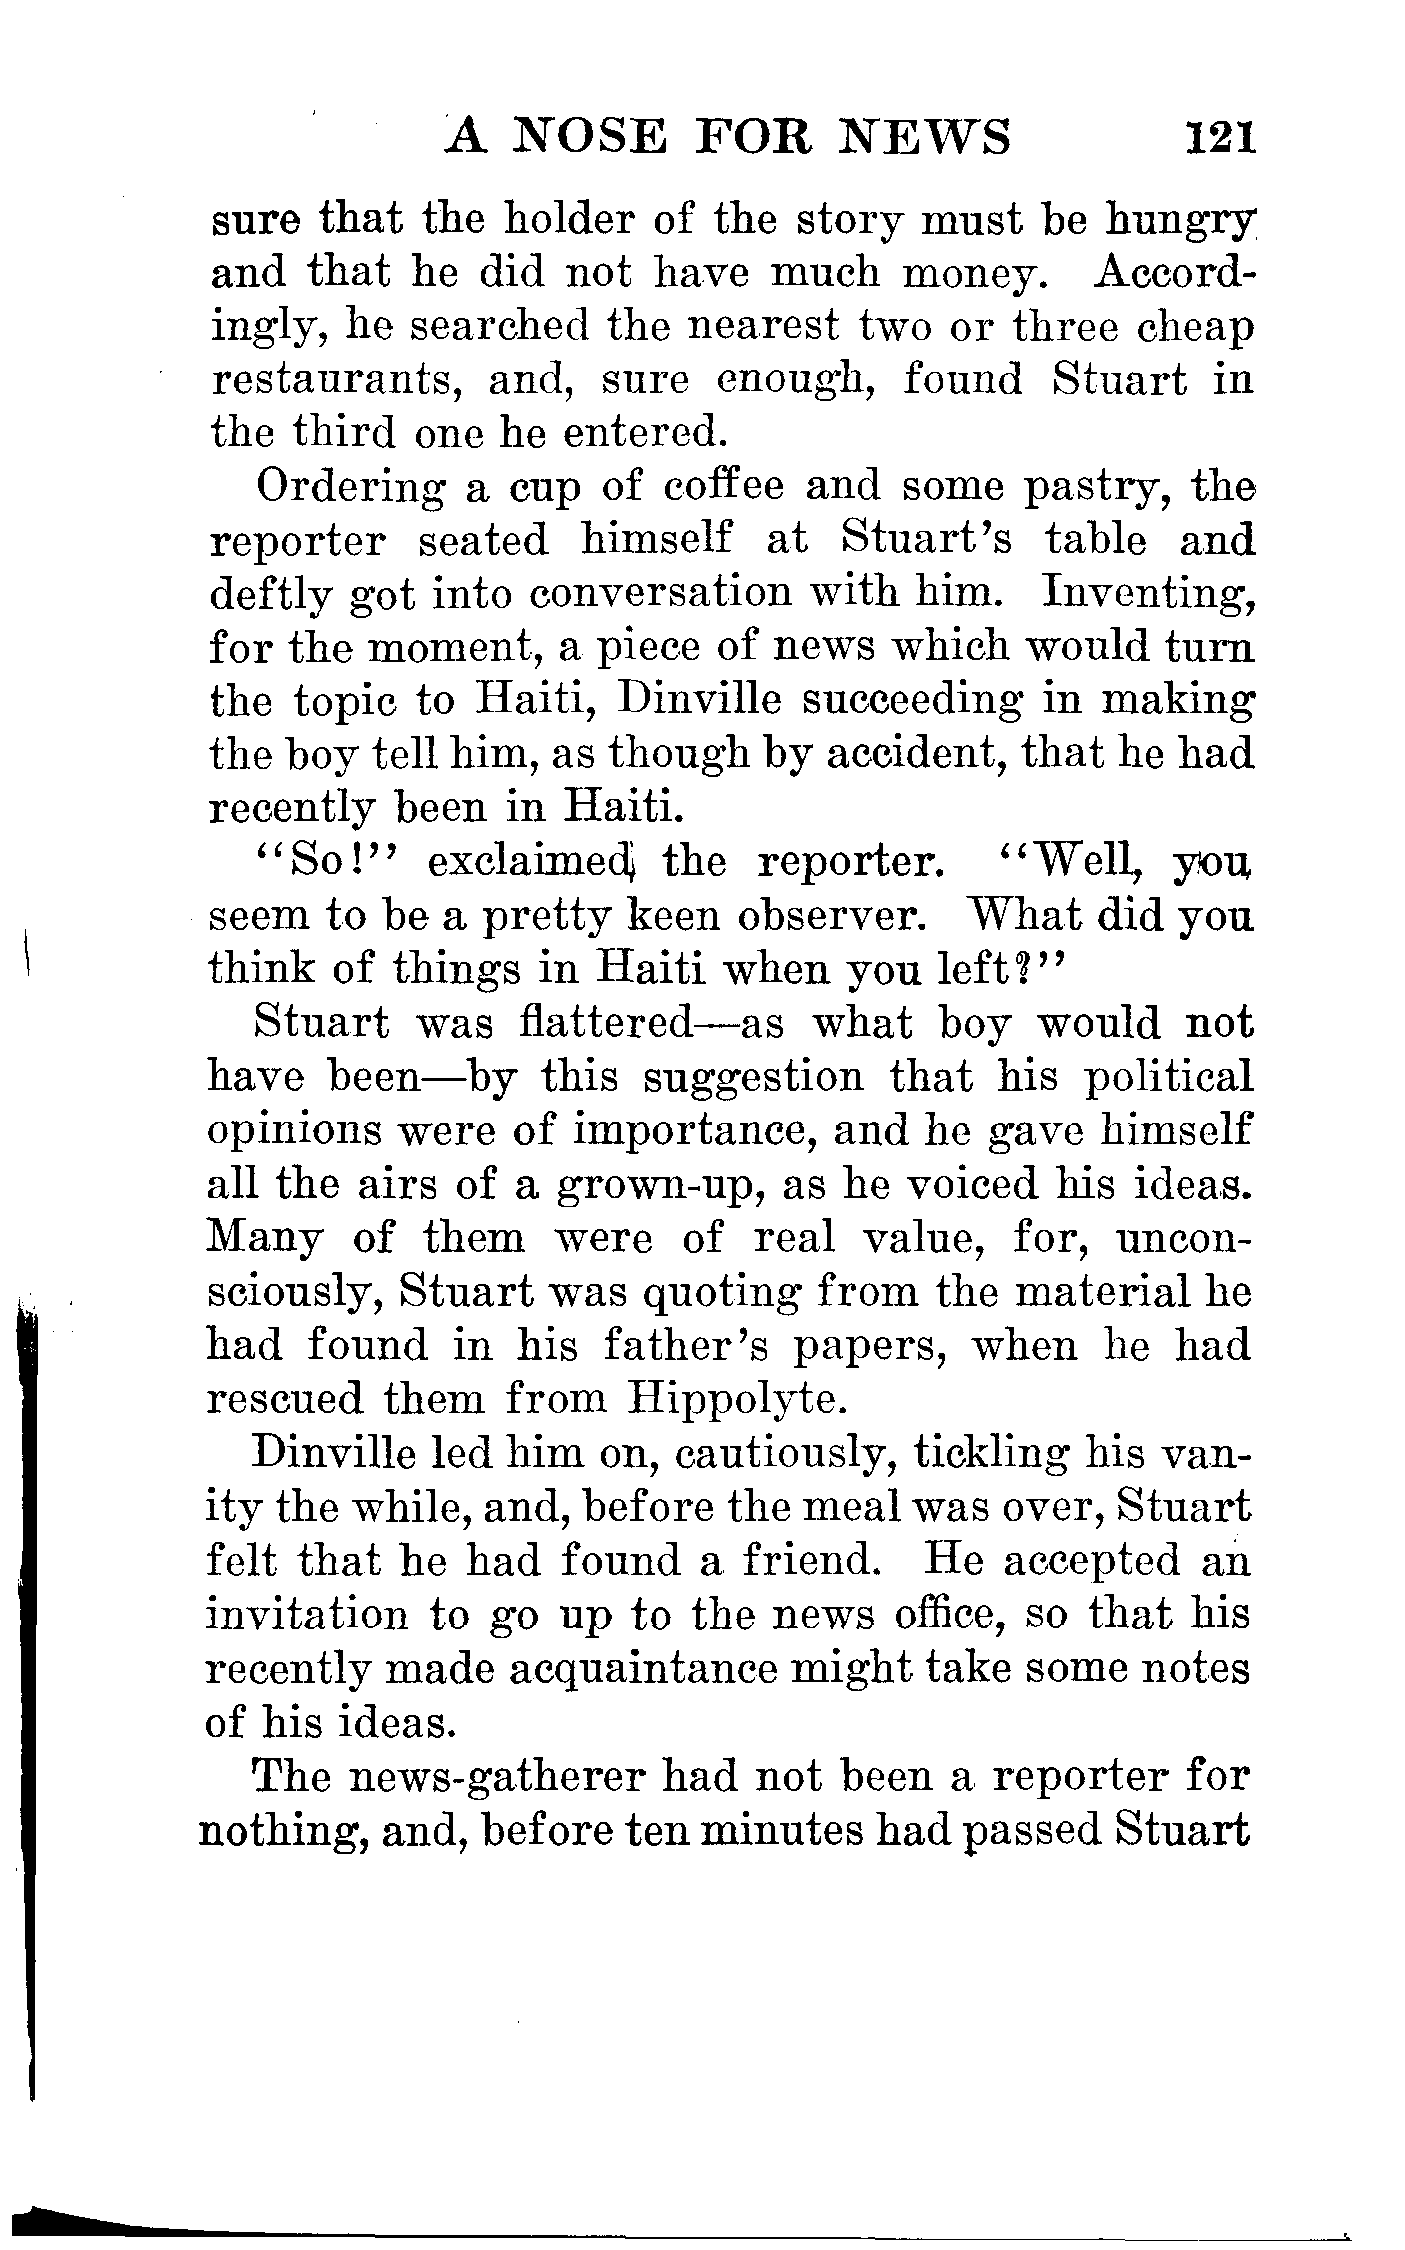 A NOSE FOR NEWS 121
sure that the holder of the story must be hungry
and that he did not have much money. Accord-
ingly, he searched the nearest two or three cheap
restaurants, and, sure enough, found Stuart in
the third one he entered.
Ordering a cup of coffee and some pastry, the
reporter seated himself at Stuart's table and
deftly got into conversation with him. Inventing,
for the moment, a piece of news which would turn
the topic to Haiti, Dinville succeeding in making
the boy tell him, as though by accident, that he had
recently been in Haiti.
"So!" exclaimed the reporter. "Well, you
seem to be a pretty keen observer. What did you
think of things in Haiti when you left?"
Stuart was flattered—as what boy would not
have been—by this suggestion that his political
opinions were of importance, and he gave himself
all the airs of a grown-up, as he voiced his ideas.
Many of them were of real value, for, uncon-
sciously, Stuart was quoting from the material he
had found in his father's papers, when he had
rescued them from Hippolyte.
Dinville led him on, cautiously, tickling his van-
ity the while, and, before the meal was over, Stuart
felt that he had found a friend. He accepted an
invitation to go up to the news office, so that his
recently made acquaintance might take some notes
of his ideas.
The news-gatherer had not been a reporter for
nothing, and, before ten minutes had passed Stuart